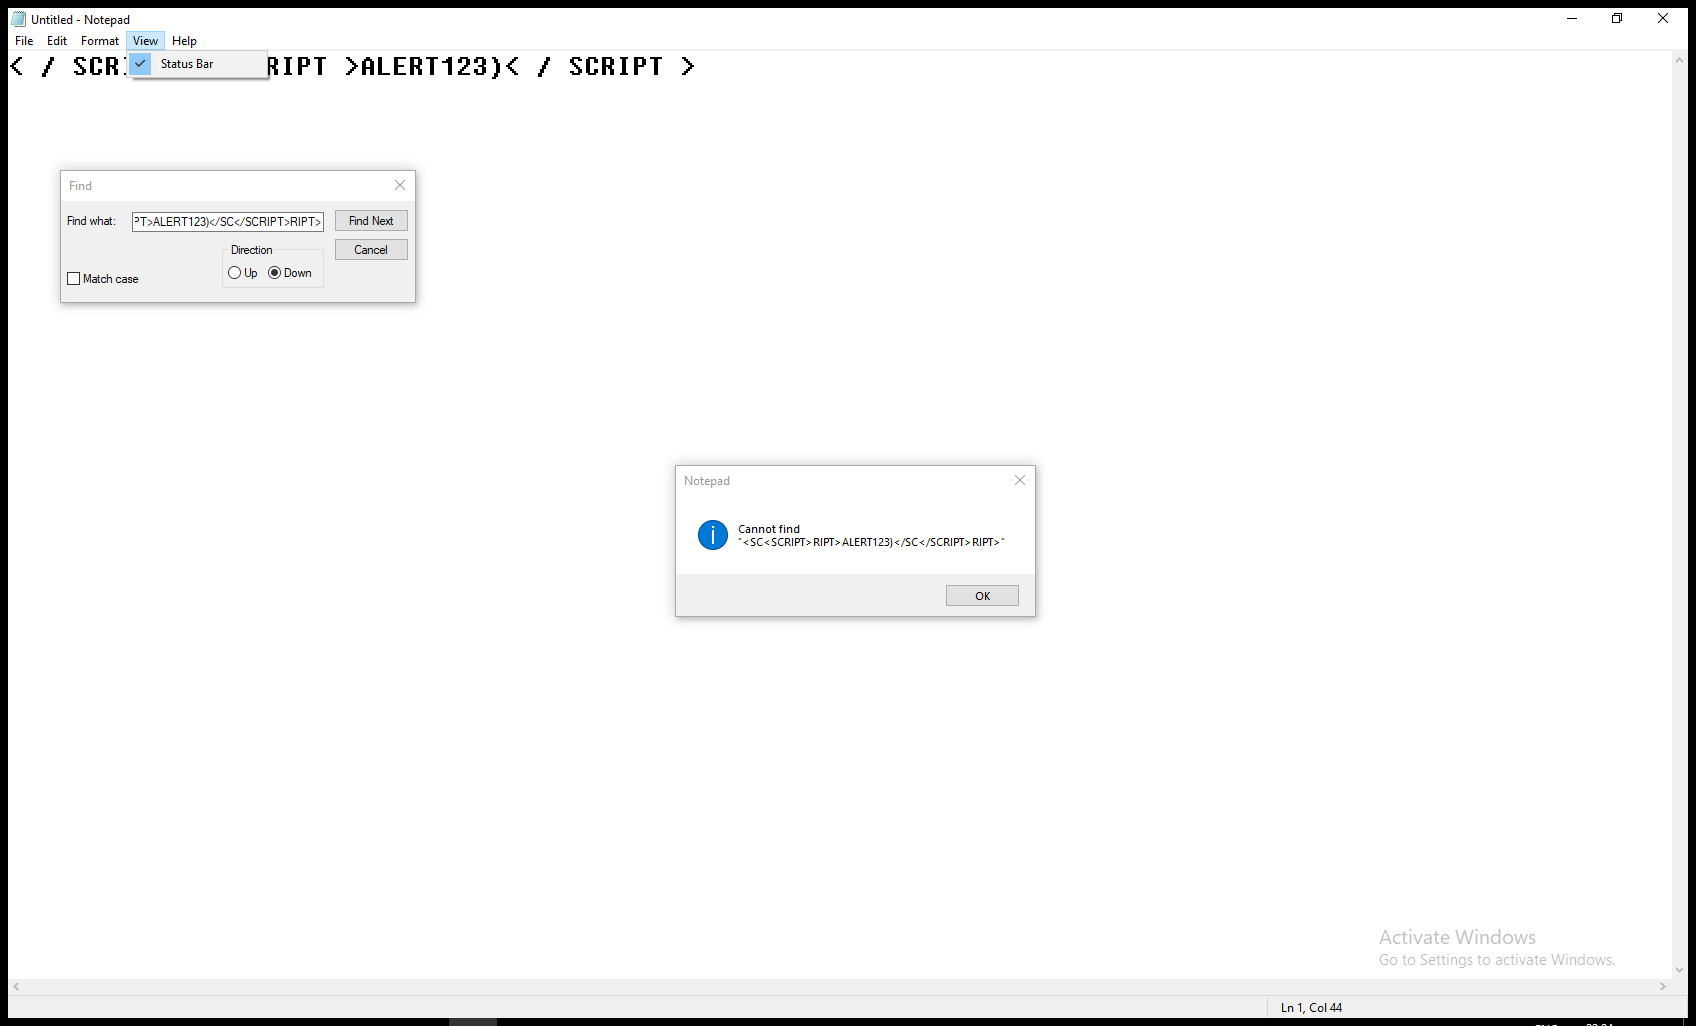 Untitled - Notepad
File Edit Format View Help
Status Bar
< / SCR RIPT >ALERT123)< / SCRIPT >
Find
Find what: PT>ALERT123)</SC</SCRIPT>RIPT> Find Next
Direction Cancel
Up Down
Match case
Notepad
Cannot find
"<SC<SCRIPT>RIPT>ALERT123)</SC</SCRIPT>RIPT>"
OK
Activate Windows
Go to Settings to activate Windows.
Ln 1, Col 44